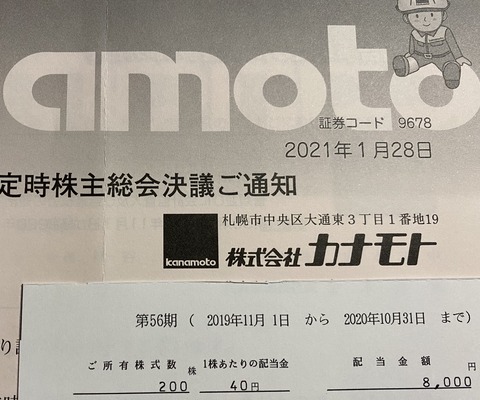 amoto
証券コード 9678
2021年1月28日
定時株主総会決議ご通知
札幌市中央区大通東3丁目1番地19
kanamoto 株式会社 カナモト
第56期 ( 2019年11月 1日 から 2020年10月31日 まで)
ご所有株式数 1株あたりの配当金 配当金額
200 株 40円 8,000 円